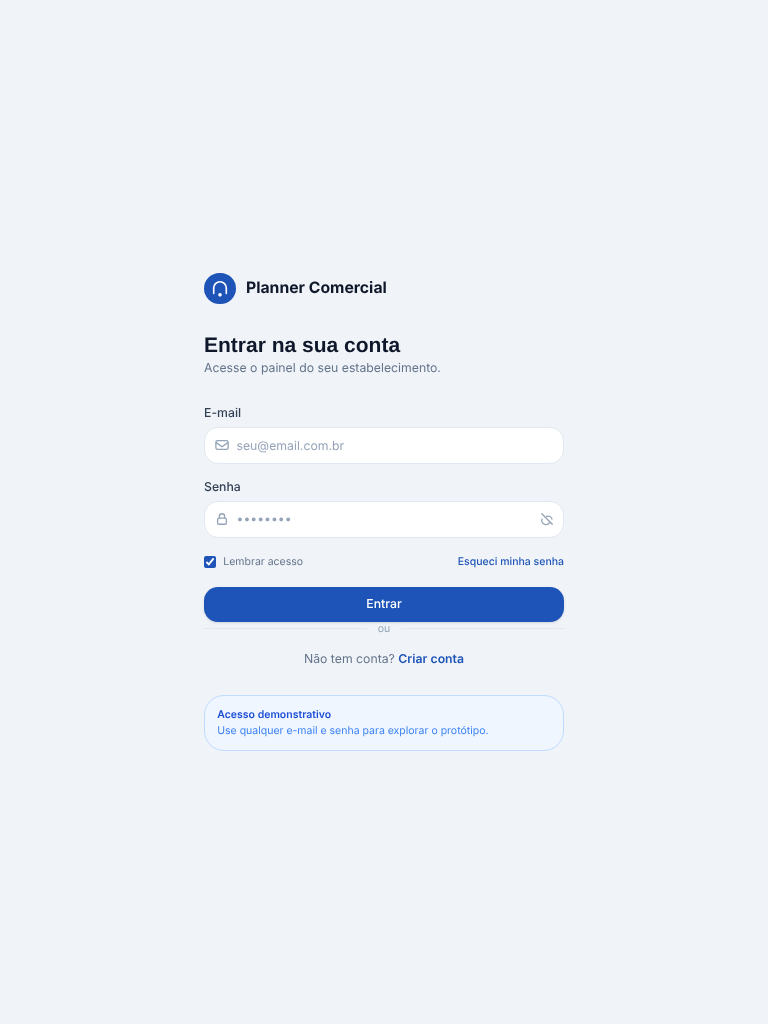 Planner Comercial
Entrar na sua conta
Acesse o painel do seu estabelecimento.
E-mail
seu@email.com.br
Senha
••••••••
Lembrar acesso
Esqueci minha senha
Entrar
ou
Não tem conta? Criar conta
Acesso demonstrativo
Use qualquer e-mail e senha para explorar o protótipo.